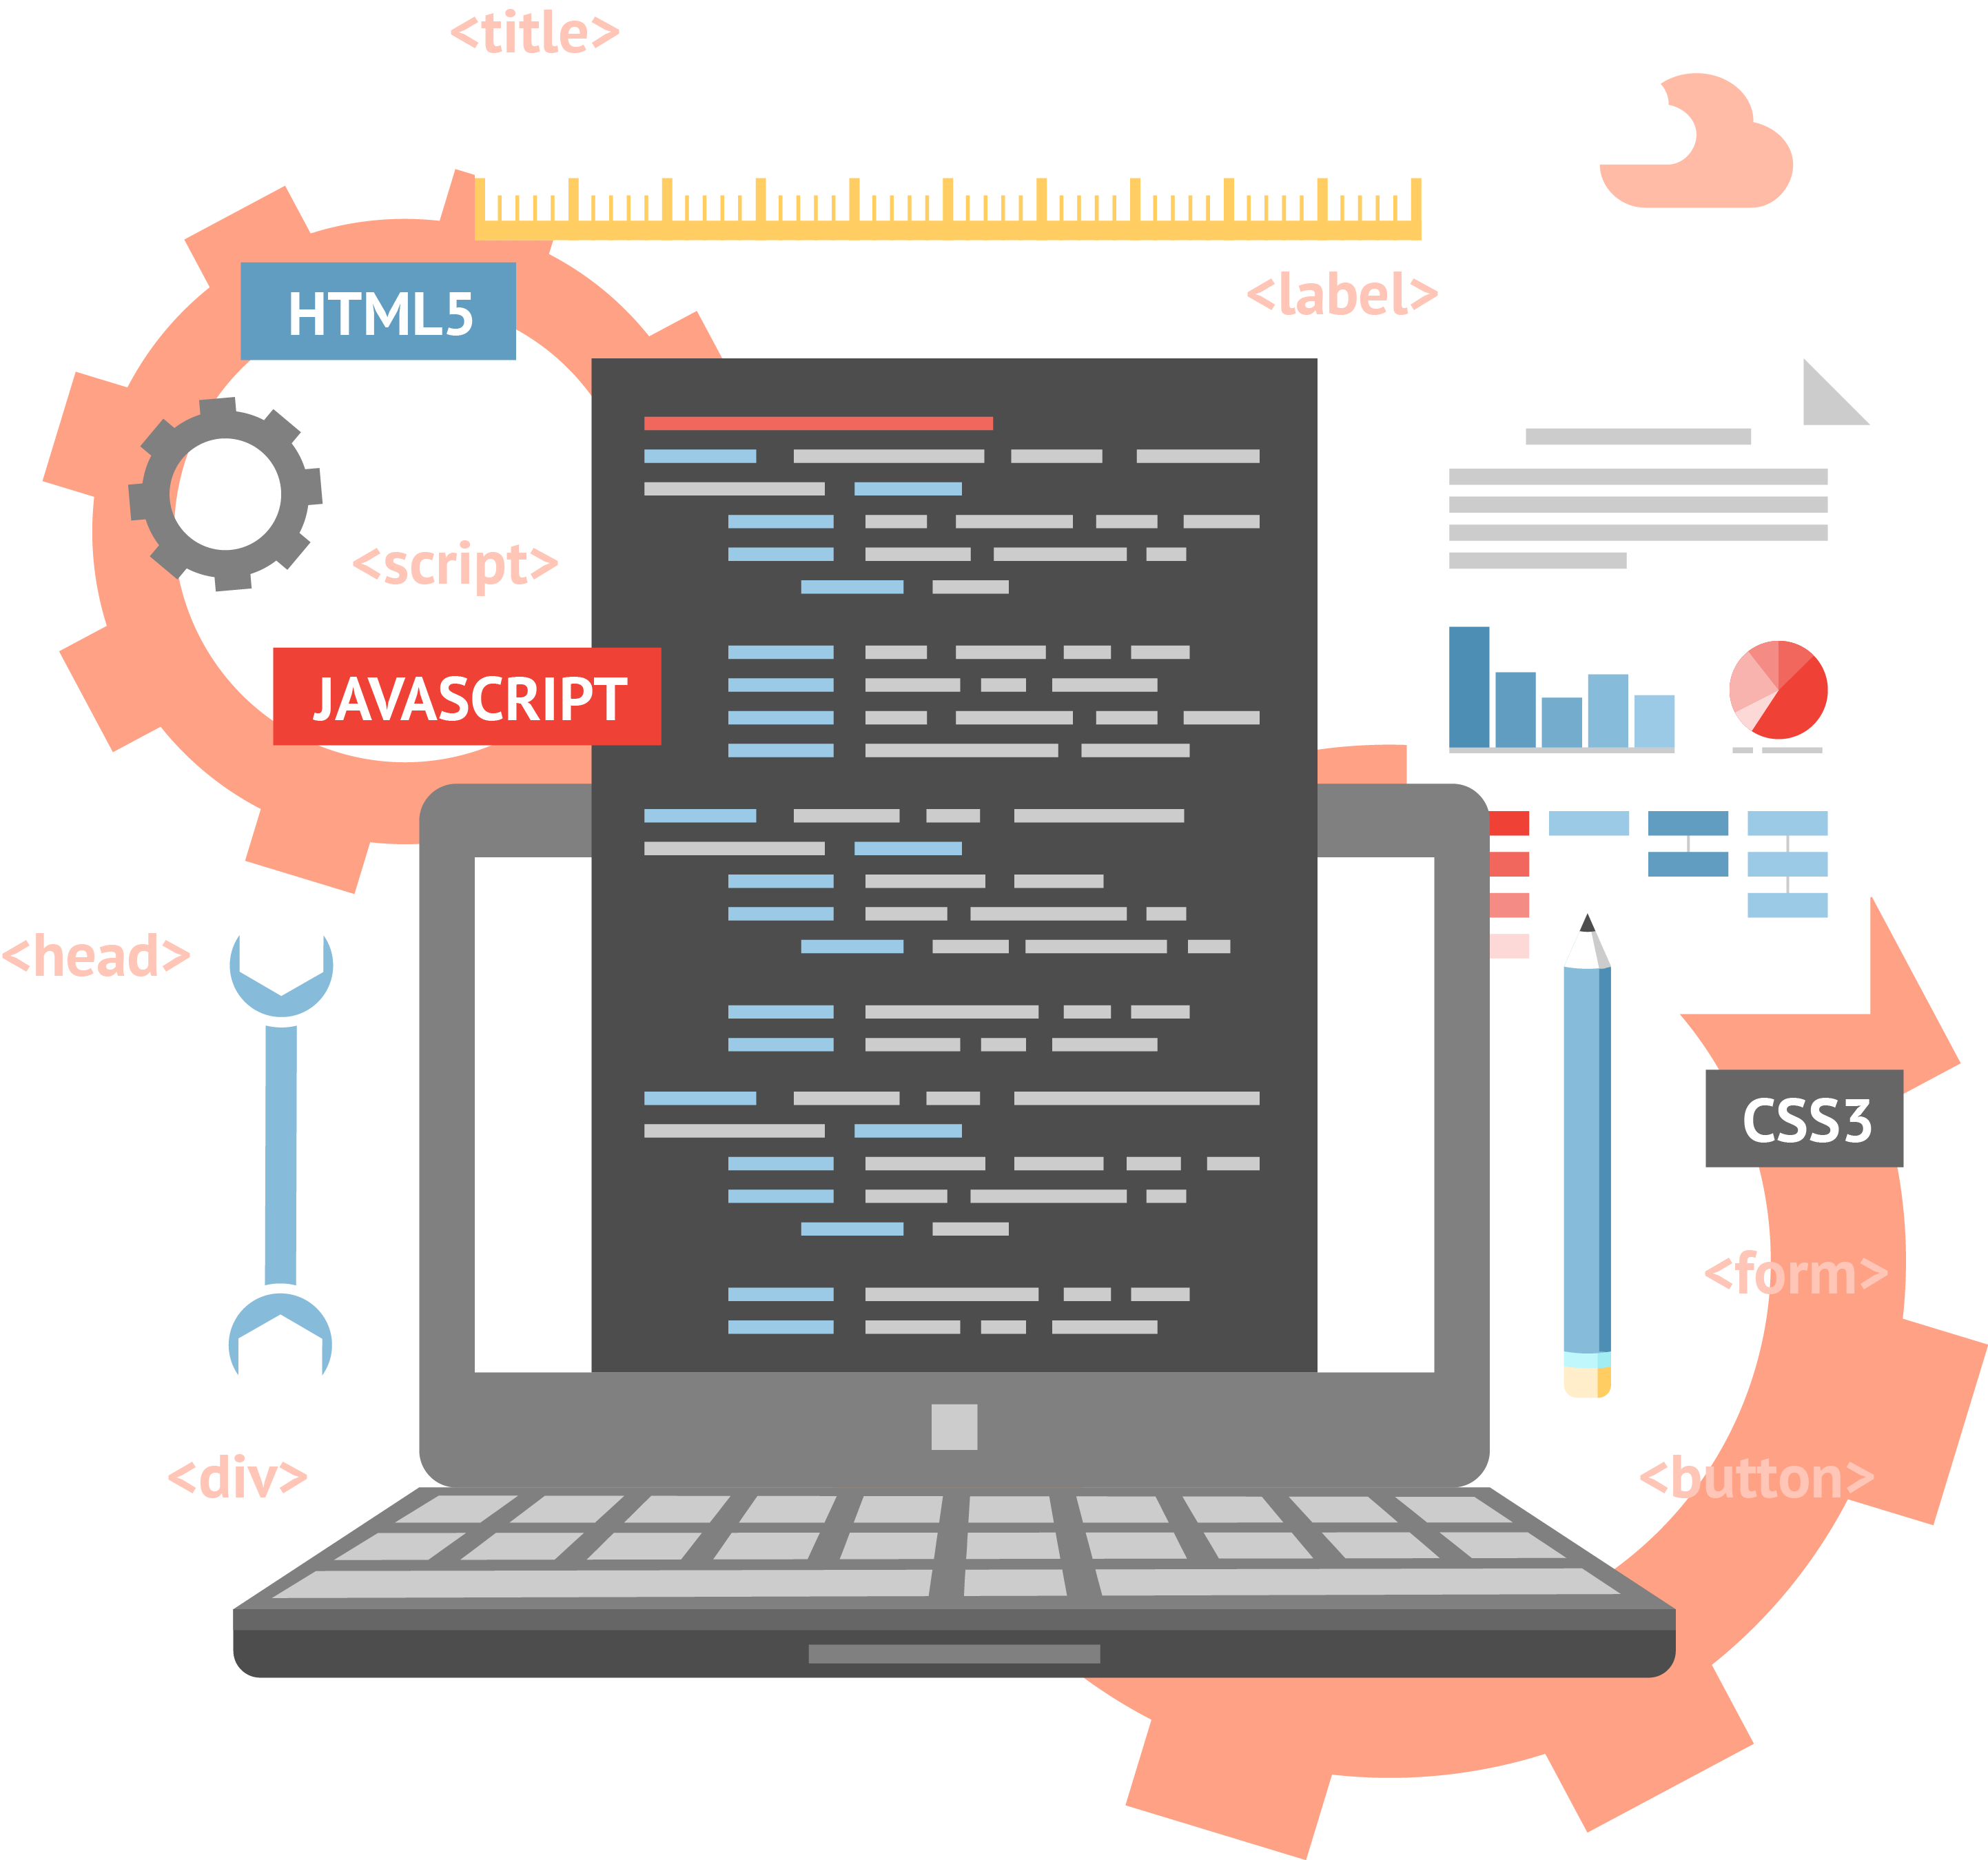 <title>
<label>
HTML5
<script>
JAVASCRIPT
<head>
CSS3
<form>
<div>
<button>